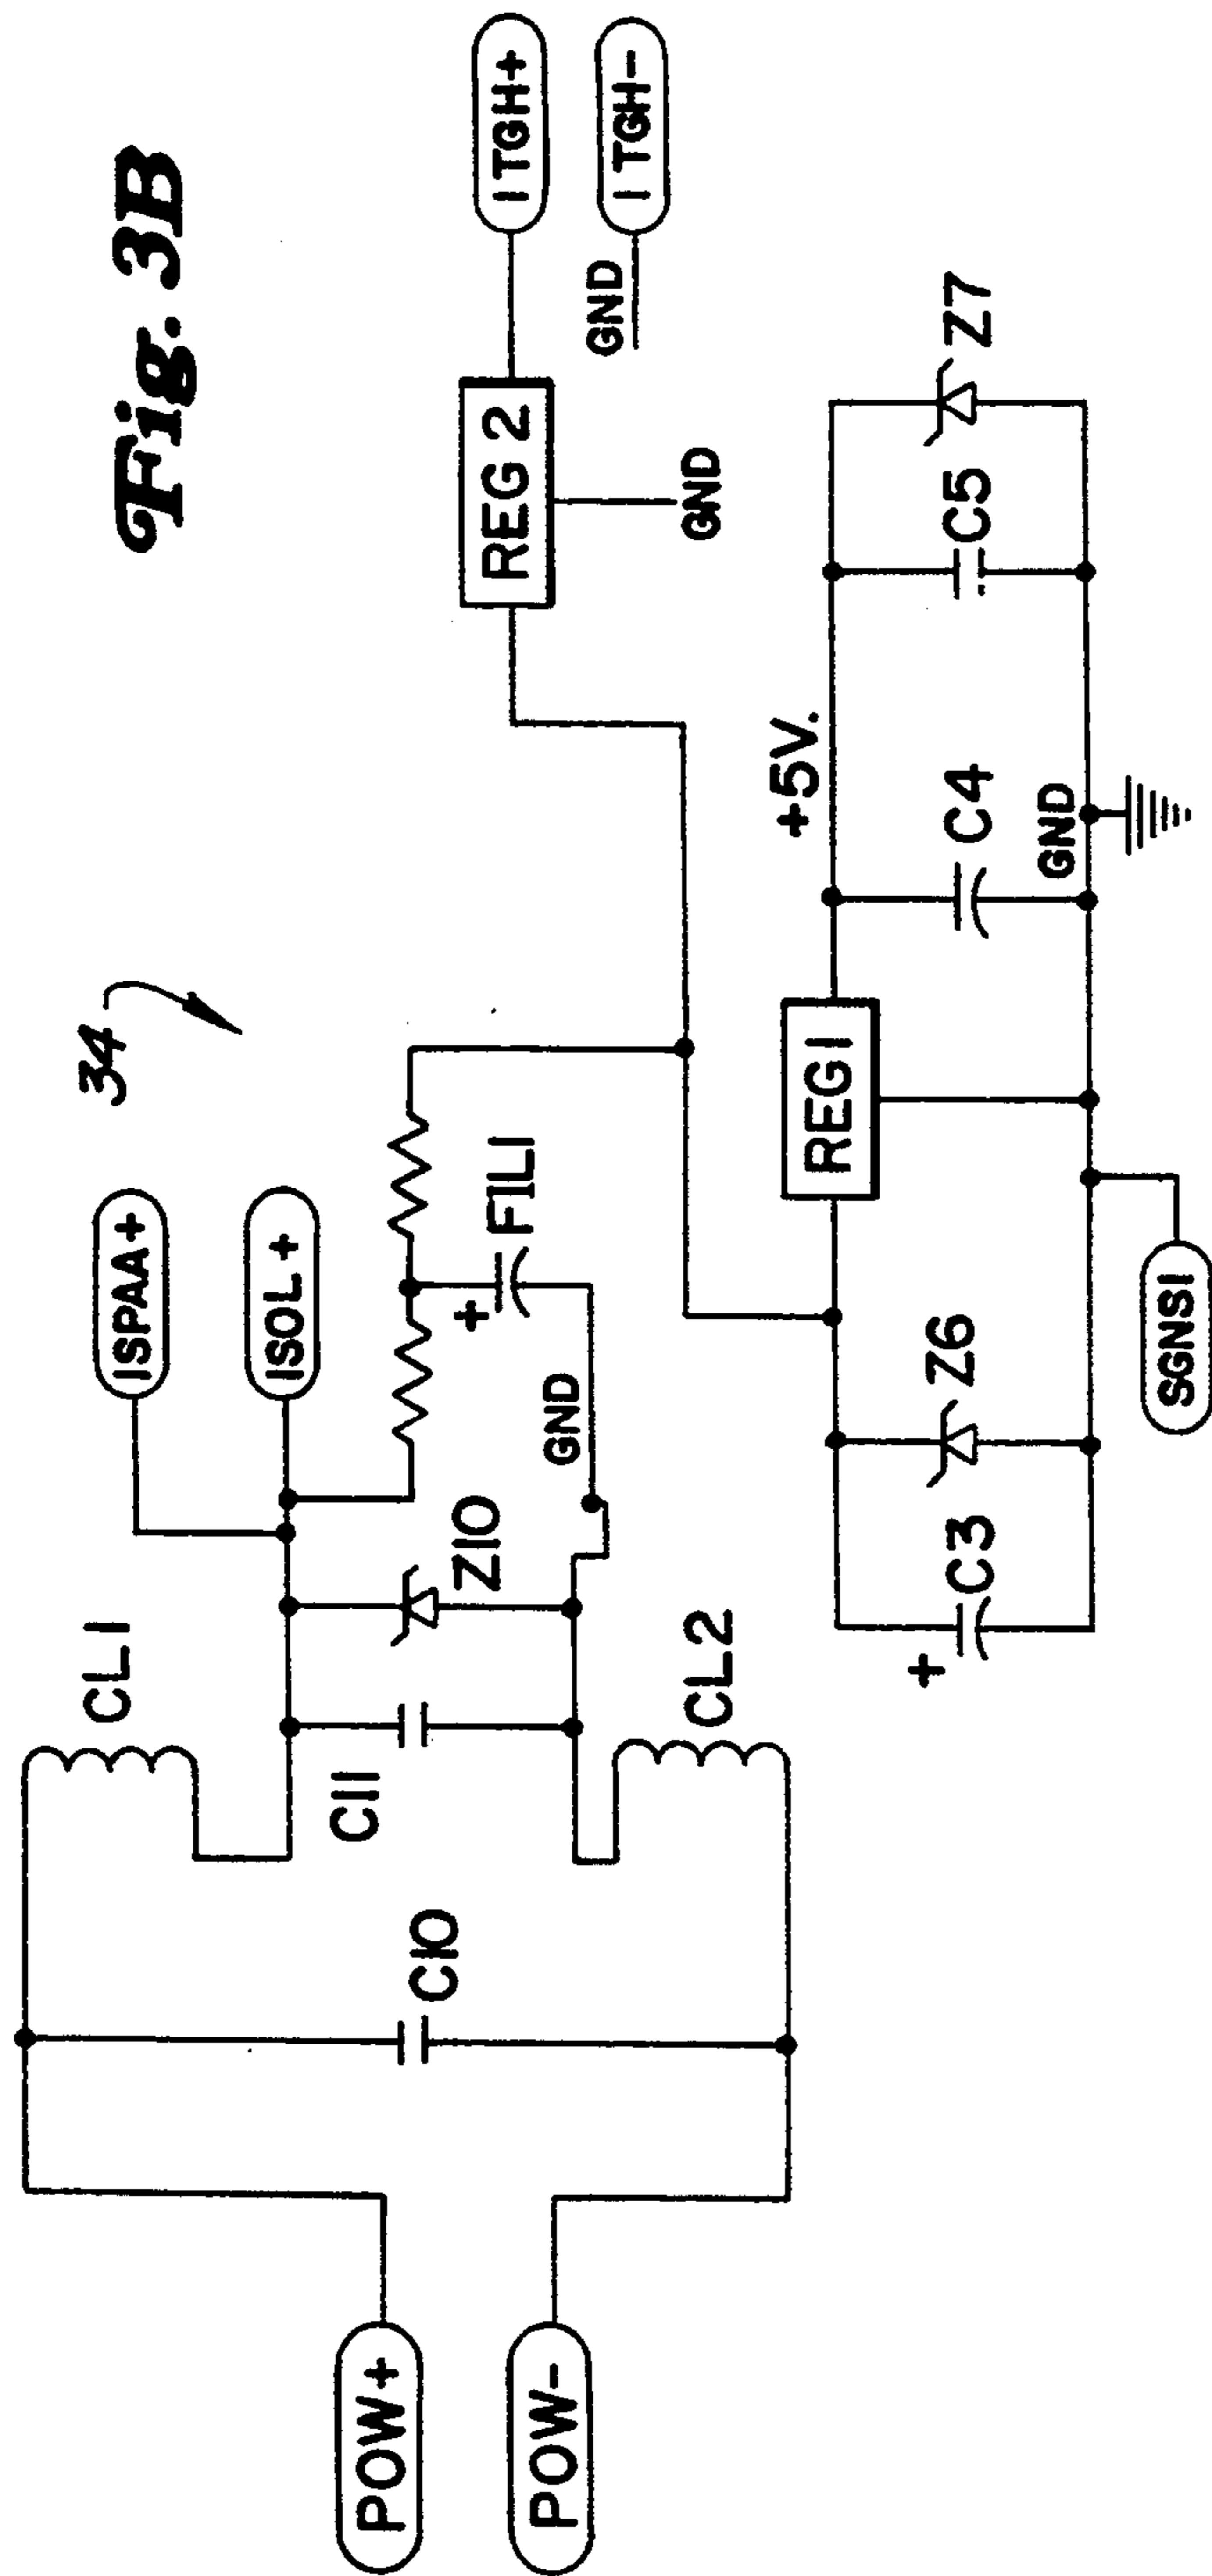 Fig. 3B
34
ISPAA+
ISOL+
ITGH+
ITGH-
GND
REG 2
GND
CL1
C11
Z10
FIL1
GND
C10
CL2
POW+
POW-
+5V.
REG1
C4
GND
C5
Z7
+
C3
Z6
+
SGNS1